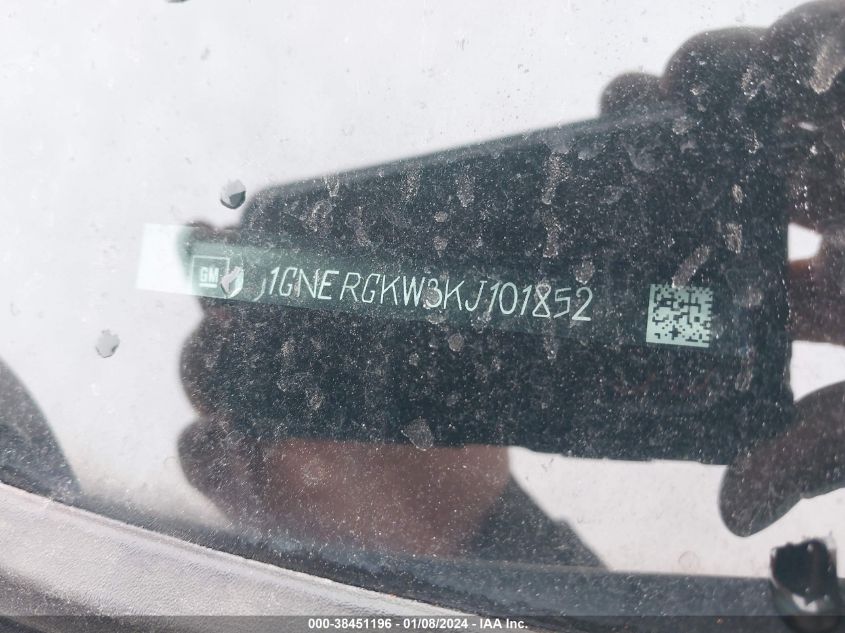 GM 1GNERGKW3KJ101852
000-38451196 - 01/08/2024 - IAA Inc.